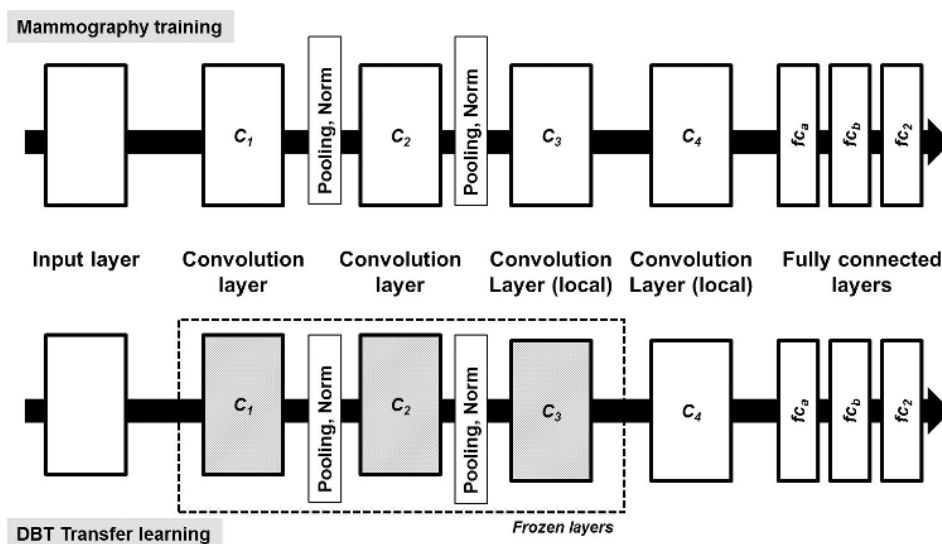 Mammography training
C1
Pooling, Norm
C2
Pooling, Norm
C3
C4
fca
fcb
fc2
Input layer
Convolution
layer
Convolution
layer
Convolution
Layer (local)
Convolution
Layer (local)
Fully connected
layers
C1
Pooling, Norm
C2
Pooling, Norm
C3
C4
fca
fcb
fc2
Frozen layers
DBT Transfer learning